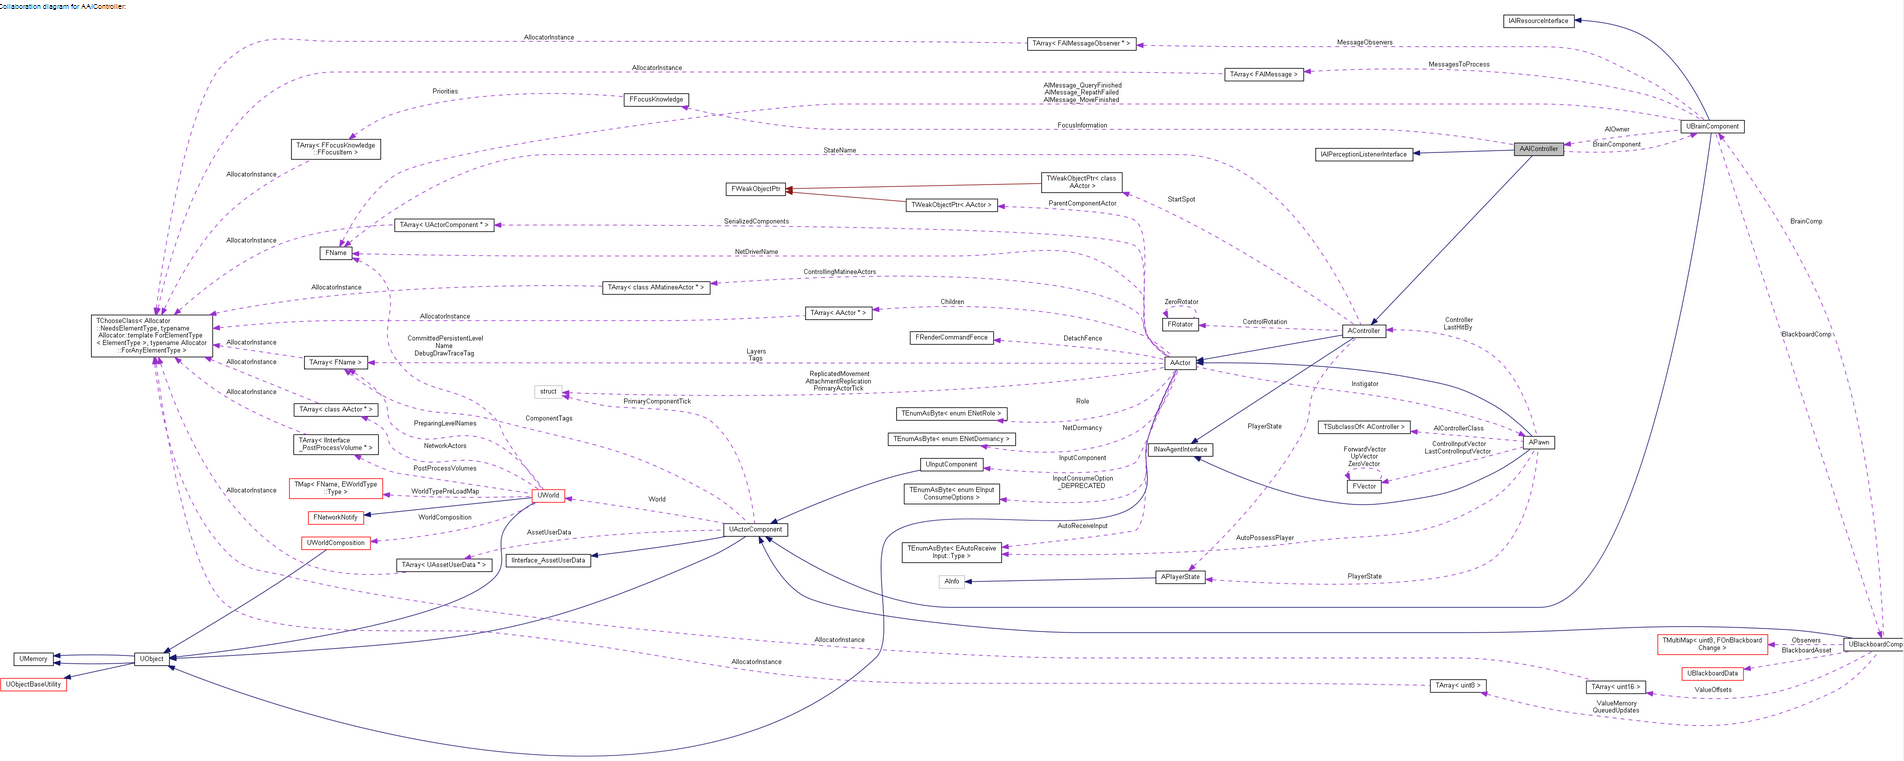 Collaboration diagram for AAIController:
IAIResourceInterface
AllocatorInstance
TArray< FAIMessageObserver * >
MessageObservers
AllocatorInstance
TArray< FAIMessage >
MessagesToProcess
Priorities
FFocusKnowledge
AIMessage_QueryFinished
AIMessage_RepathFailed
AIMessage_MoveFinished
FocusInformation
UBrainComponent
AIOwner
BrainComponent
AAIController
IAIPerceptionListenerInterface
TArray< FFocusKnowledge
::FFocusItem >
StateName
AllocatorInstance
FWeakObjectPtr
TWeakObjectPtr< class
AActor >
TWeakObjectPtr< AActor >
ParentComponentActor
StartSpot
TArray< UActorComponent * >
SerializedComponents
BrainComp
AllocatorInstance
FName
NetDriverName
ControllingMatineeActors
AllocatorInstance
TArray< class AMatineeActor * >
Children
ZeroRotator
TArray< AActor * >
AllocatorInstance
FRotator
ControlRotation
AController
Controller
LastHitBy
BlackboardComp
TChooseClass< Allocator
::NeedsElementType, typename
Allocator::template ForElementType
< ElementType >, typename Allocator
::ForAnyElementType >
AllocatorInstance
CommittedPersistentLevel
Name
DebugDrawTraceTag
FRenderCommandFence
DetachFence
Layers
Tags
TArray< FName >
AllocatorInstance
AActor
ReplicatedMovement
AttachmentReplication
PrimaryActorTick
struct
PrimaryComponentTick
Instigator
AllocatorInstance
TArray< class AActor * >
Role
TEnumAsByte< enum ENetRole >
ComponentTags
PreparingLevelNames
NetDormancy
TEnumAsByte< enum ENetDormancy >
PlayerState
TSubclassOf< AController >
AIControllerClass
APawn
TArray< IInterface
_PostProcessVolume * >
NetworkActors
INavAgentInterface
ForwardVector
UpVector
ZeroVector
ControlInputVector
LastControlInputVector
InputComponent
UInputComponent
PostProcessVolumes
FVector
TMap< FName, EWorldType
::Type >
WorldTypePreLoadMap
AllocatorInstance
UWorld
World
TEnumAsByte< enum EInput
ConsumeOptions >
InputConsumeOption
_DEPRECATED
FNetworkNotify
WorldComposition
UWorldComposition
AssetUserData
UActorComponent
AutoReceiveInput
AutoPossessPlayer
TEnumAsByte< EAutoReceive
Input::Type >
TArray< UAssetUserData * >
IInterface_AssetUserData
AInfo
APlayerState
PlayerState
AllocatorInstance
TMultiMap< uint8, FOnBlackboard
Change >
Observers
BlackboardAsset
UBlackboardComp
UMemory
UObject
AllocatorInstance
UBlackboardData
UObjectBaseUtility
TArray< uint8 >
TArray< uint16 >
ValueOffsets
ValueMemory
QueuedUpdates